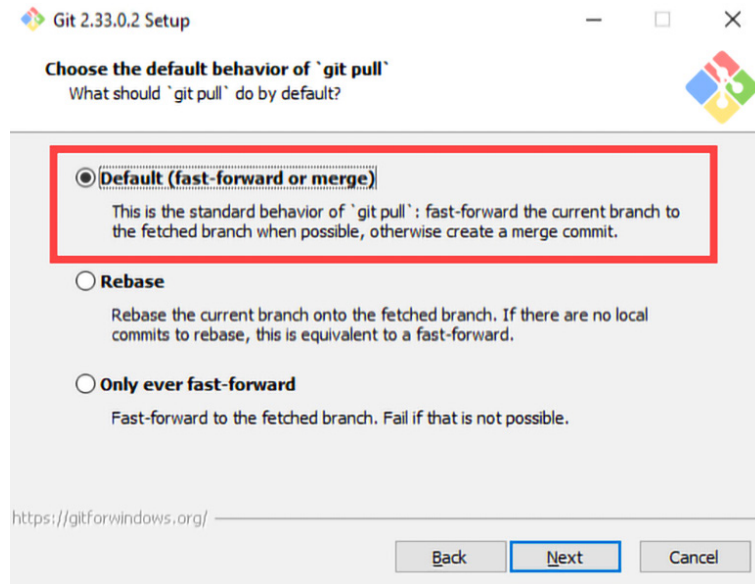 Git 2.33.0.2 Setup
Choose the default behavior of `git pull`
What should `git pull` do by default?
Default (fast-forward or merge)
This is the standard behavior of `git pull`: fast-forward the current branch to
the fetched branch when possible, otherwise create a merge commit.
Rebase
Rebase the current branch onto the fetched branch. If there are no local
commits to rebase, this is equivalent to a fast-forward.
Only ever fast-forward
Fast-forward to the fetched branch. Fail if that is not possible.
https://gitforwindows.org/
Back Next Cancel